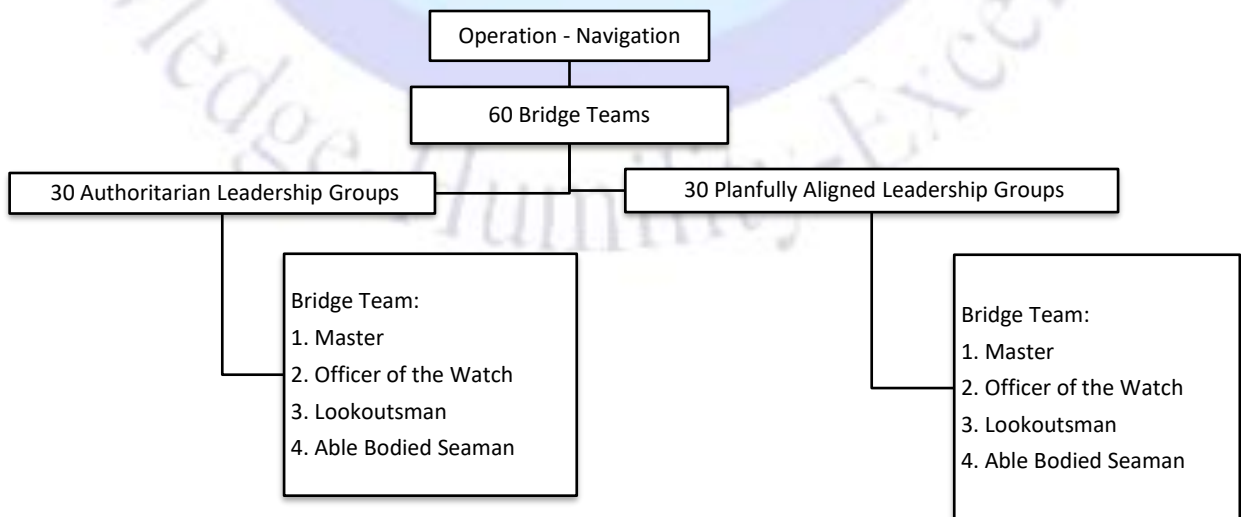 Operation - Navigation
60 Bridge Teams
30 Authoritarian Leadership Groups
30 Planfully Aligned Leadership Groups
Bridge Team:
1. Master
2. Officer of the Watch
3. Lookoutsman
4. Able Bodied Seaman
Bridge Team:
1. Master
2. Officer of the Watch
3. Lookoutsman
4. Able Bodied Seaman